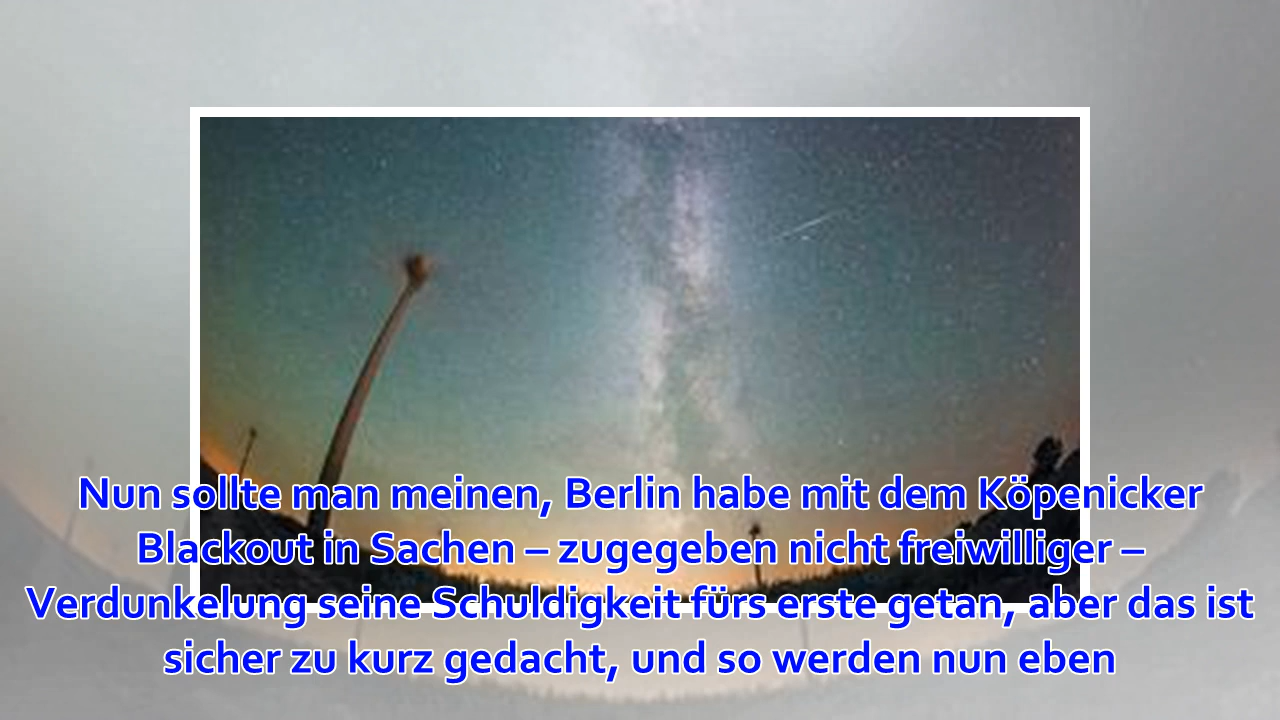 Nun sollte man meinen, Berlin habe mit dem Köpenicker
Blackout in Sachen – zugegeben nicht freiwilliger –
Verdunkelung seine Schuldigkeit fürs erste getan, aber das ist
sicher zu kurz gedacht, und so werden nun eben